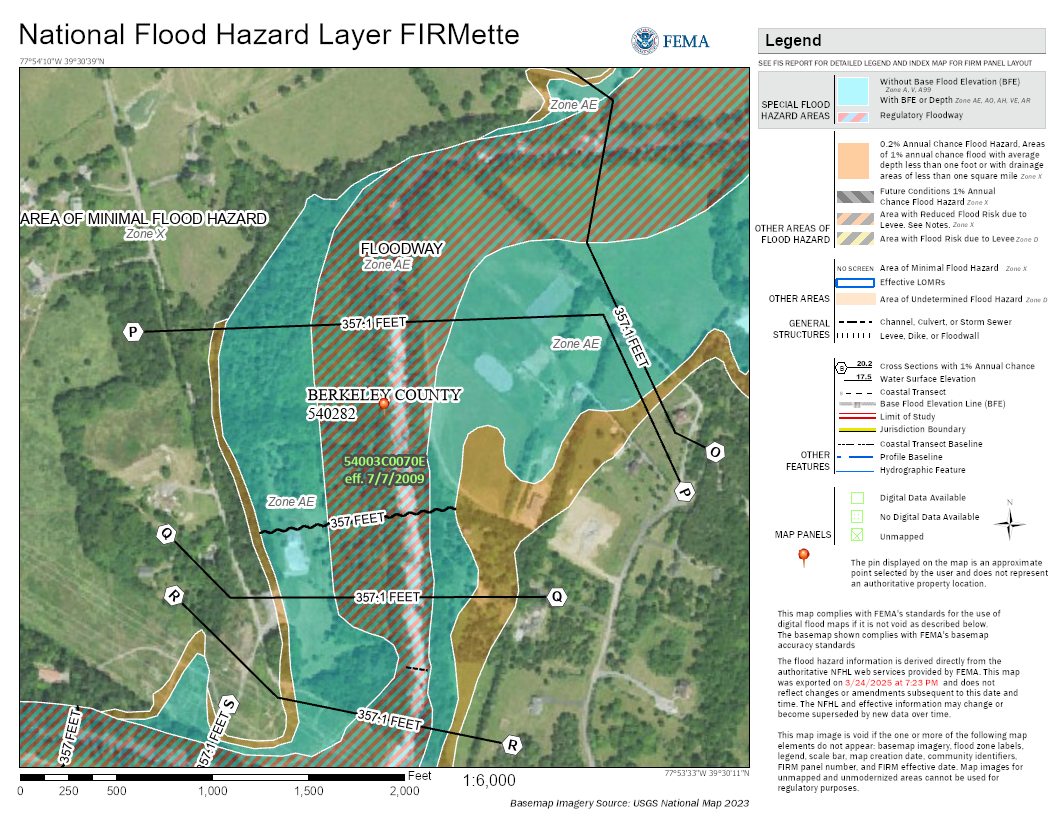 National Flood Hazard Layer FIRMette
FEMA
77°54'10"W 39°30'39"N
Zone AE
AREA OF MINIMAL FLOOD HAZARD
Zone X
FLOODWAY
Zone AE
P
357.1 FEET
357.1 FEET
Zone AE
BERKELEY COUNTY
540282
O
54003C0070E
eff. 7/7/2009
P
Zone AE
357 FEET
Q
R
357.1 FEET
Q
S
357.1 FEET
357 FEET
357.1 FEET
R
77°53'33"W 39°30'11"N
Feet
1:6,000
0 250 500 1,000 1,500 2,000
Basemap Imagery Source: USGS National Map 2023
Legend
SEE FIS REPORT FOR DETAILED LEGEND AND INDEX MAP FOR FIRM PANEL LAYOUT
SPECIAL FLOOD
HAZARD AREAS
Without Base Flood Elevation (BFE)
Zone A, V, A99
With BFE or Depth Zone AE, AO, AH, VE, AR
Regulatory Floodway
0.2% Annual Chance Flood Hazard, Areas
of 1% annual chance flood with average
depth less than one foot or with drainage
areas of less than one square mile Zone X
Future Conditions 1% Annual
Chance Flood Hazard Zone X
Area with Reduced Flood Risk due to
Levee. See Notes. Zone X
Area with Flood Risk due to Levee Zone D
OTHER AREAS OF
FLOOD HAZARD
NO SCREEN Area of Minimal Flood Hazard Zone X
Effective LOMRs
OTHER AREAS
Area of Undetermined Flood Hazard Zone D
GENERAL
STRUCTURES
Channel, Culvert, or Storm Sewer
Levee, Dike, or Floodwall
B 20.2 Cross Sections with 1% Annual Chance
17.5 Water Surface Elevation
Coastal Transect
Base Flood Elevation Line (BFE)
Limit of Study
Jurisdiction Boundary
Coastal Transect Baseline
OTHER
FEATURES
Profile Baseline
Hydrographic Feature
Digital Data Available
No Digital Data Available
Unmapped
MAP PANELS
N
The pin displayed on the map is an approximate
point selected by the user and does not represent
an authoritative property location.
This map complies with FEMA's standards for the use of
digital flood maps if it is not void as described below.
The basemap shown complies with FEMA's basemap
accuracy standards
The flood hazard information is derived directly from the
authoritative NFHL web services provided by FEMA. This map
was exported on 3/24/2025 at 7:23 PM and does not
reflect changes or amendments subsequent to this date and
time. The NFHL and effective information may change or
become superseded by new data over time.
This map image is void if the one or more of the following map
elements do not appear: basemap imagery, flood zone labels,
legend, scale bar, map creation date, community identifiers,
FIRM panel number, and FIRM effective date. Map images for
unmapped and unmodernized areas cannot be used for
regulatory purposes.